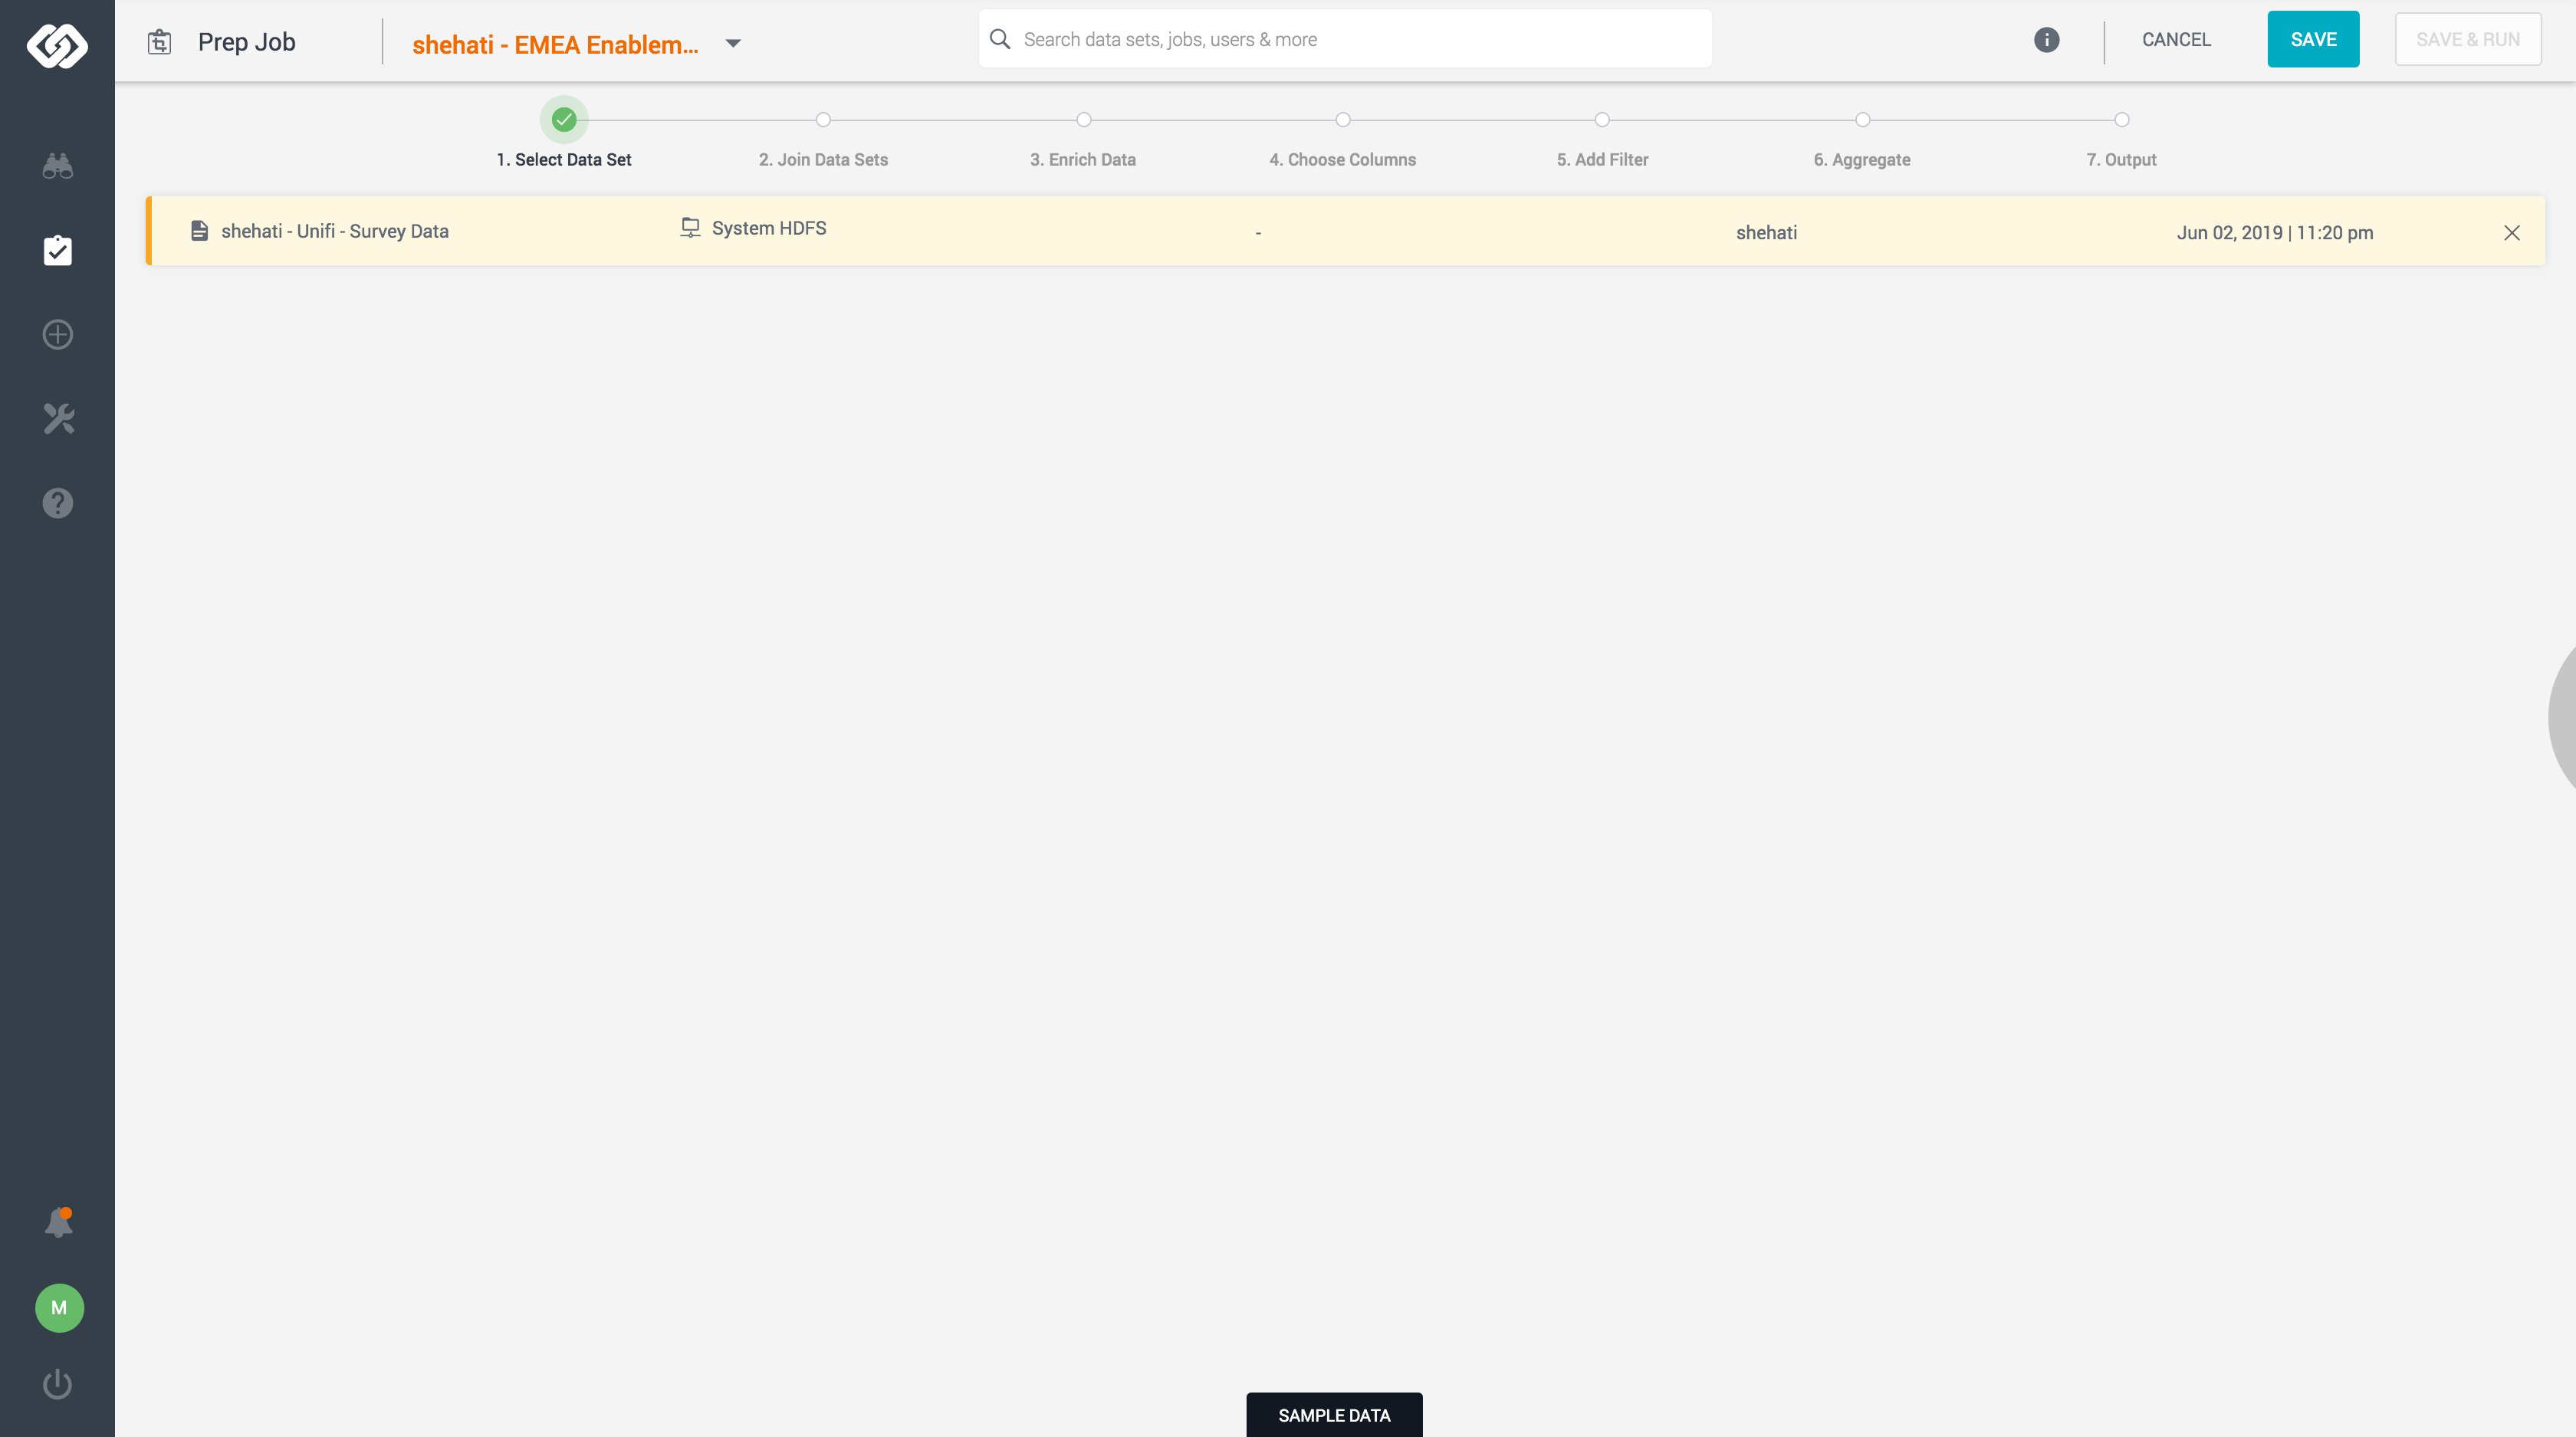 Prep Job
shehati - EMEA Enablem...
Search data sets, jobs, users & more
CANCEL
SAVE
SAVE & RUN
1. Select Data Set
2. Join Data Sets
3. Enrich Data
4. Choose Columns
5. Add Filter
6. Aggregate
7. Output
shehati - Unifi - Survey Data
System HDFS
-
shehati
Jun 02, 2019 | 11:20 pm
M
SAMPLE DATA